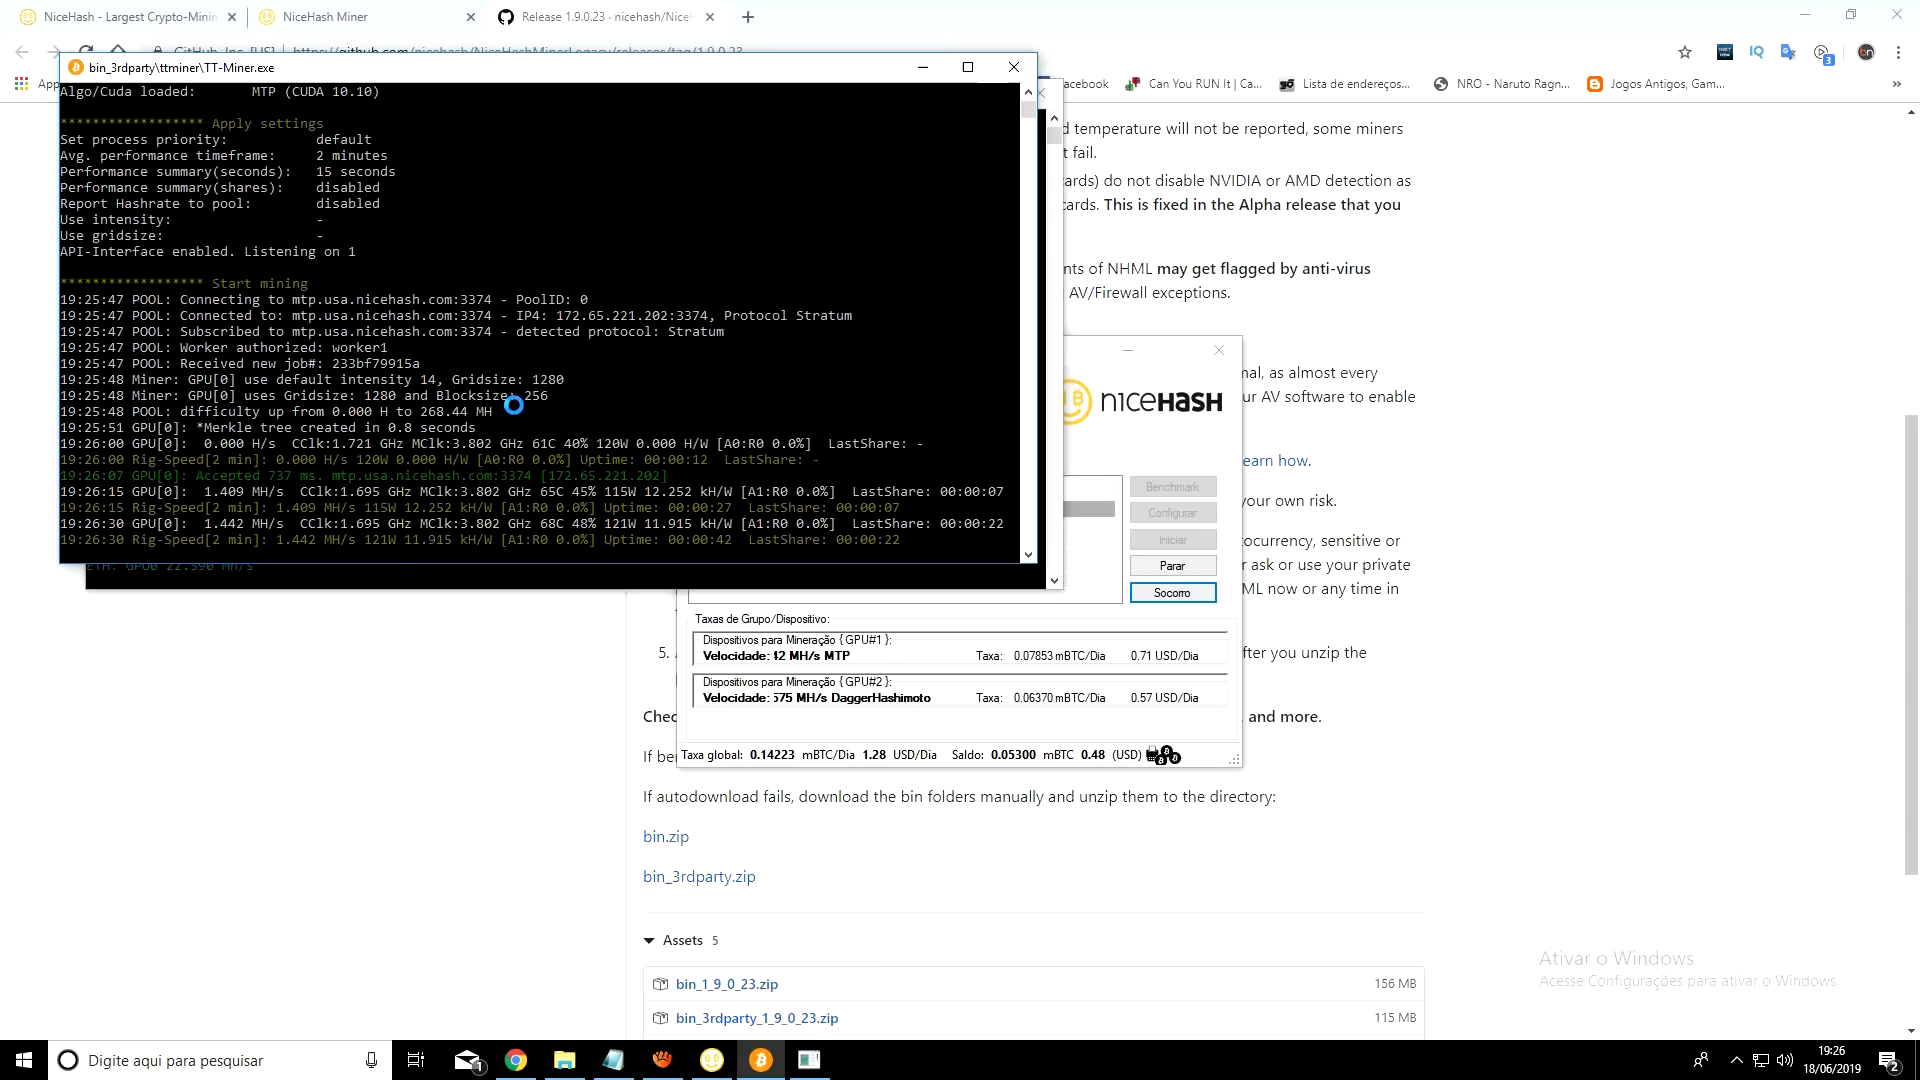 NiceHash - Largest Crypto-Minin
NiceHash Miner
Release 1.9.0.23 · nicehash/NiceH
GitHub, Inc. [US] | https://github.com/nicehash/NiceHashMinerLegacy/releases/tag/1.9.0.23
App
acebook
Can You RUN It | Ca...
Lista de endereços...
NRO - Naruto Ragn...
Jogos Antigos, Gam...
»
bin_3rdparty\ttminer\TT-Miner.exe
Algo/Cuda loaded: MTP (CUDA 10.10)
****************** Apply settings
Set process priority: default
Avg. performance timeframe: 2 minutes
Performance summary(seconds): 15 seconds
Performance summary(shares): disabled
Report Hashrate to pool: disabled
Use intensity: -
Use gridsize: -
API-Interface enabled. Listening on 1
****************** Start mining
19:25:47 POOL: Connecting to mtp.usa.nicehash.com:3374 - PoolID: 0
19:25:47 POOL: Connected to: mtp.usa.nicehash.com:3374 - IP4: 172.65.221.202:3374, Protocol Stratum
19:25:47 POOL: Subscribed to mtp.usa.nicehash.com:3374 - detected protocol: Stratum
19:25:47 POOL: Worker authorized: worker1
19:25:47 POOL: Received new job#: 233bf79915a
19:25:48 Miner: GPU[0] use default intensity 14, Gridsize: 1280
19:25:48 Miner: GPU[0] uses Gridsize: 1280 and Blocksize: 256
19:25:48 POOL: difficulty up from 0.000 H to 268.44 MH
19:25:51 GPU[0]: *Merkle tree created in 0.8 seconds
19:26:00 GPU[0]: 0.000 H/s CClk:1.721 GHz MClk:3.802 GHz 61C 40% 120W 0.000 H/W [A0:R0 0.0%] LastShare: -
19:26:00 Rig-Speed[2 min]: 0.000 H/s 120W 0.000 H/W [A0:R0 0.0%] Uptime: 00:00:12 LastShare: -
19:26:07 GPU[0]: Accepted 737 ms. mtp.usa.nicehash.com:3374 [172.65.221.202]
19:26:15 GPU[0]: 1.409 MH/s CClk:1.695 GHz MClk:3.802 GHz 65C 45% 115W 12.252 kH/W [A1:R0 0.0%] LastShare: 00:00:07
19:26:15 Rig-Speed[2 min]: 1.409 MH/s 115W 12.252 kH/W [A1:R0 0.0%] Uptime: 00:00:27 LastShare: 00:00:07
19:26:30 GPU[0]: 1.442 MH/s CClk:1.695 GHz MClk:3.802 GHz 68C 48% 121W 11.915 kH/W [A1:R0 0.0%] LastShare: 00:00:22
19:26:30 Rig-Speed[2 min]: 1.442 MH/s 121W 11.915 kH/W [A1:R0 0.0%] Uptime: 00:00:42 LastShare: 00:00:22
ETH: GPU0 22.590 Mh/s
d temperature will not be reported, some miners
t fail.
ards) do not disable NVIDIA or AMD detection as
ards. This is fixed in the Alpha release that you
nts of NHML may get flagged by anti-virus
AV/Firewall exceptions.
nal, as almost every
ur AV software to enable
earn how.
your own risk.
ocurrency, sensitive or
r ask or use your private
ML now or any time in
5.
fter you unzip the
Chec
, and more.
If be
nicehash
Benchmark
Configurar
Iniciar
Parar
Socorro
Taxas de Grupo/Dispositivo:
Dispositivos para Mineração { GPU#1 }:
Velocidade: 42 MH/s MTP Taxa: 0.07853 mBTC/Dia 0.71 USD/Dia
Dispositivos para Mineração { GPU#2 }:
Velocidade: 575 MH/s DaggerHashimoto Taxa: 0.06370 mBTC/Dia 0.57 USD/Dia
Taxa global: 0.14223 mBTC/Dia 1.28 USD/Dia Saldo: 0.05300 mBTC 0.48 (USD)
If autodownload fails, download the bin folders manually and unzip them to the directory:
bin.zip
bin_3rdparty.zip
Assets 5
bin_1_9_0_23.zip 156 MB
bin_3rdparty_1_9_0_23.zip 115 MB
Ativar o Windows
Acesse Configurações para ativar o Windows.
Digite aqui para pesquisar
1
19:26
18/06/2019
2